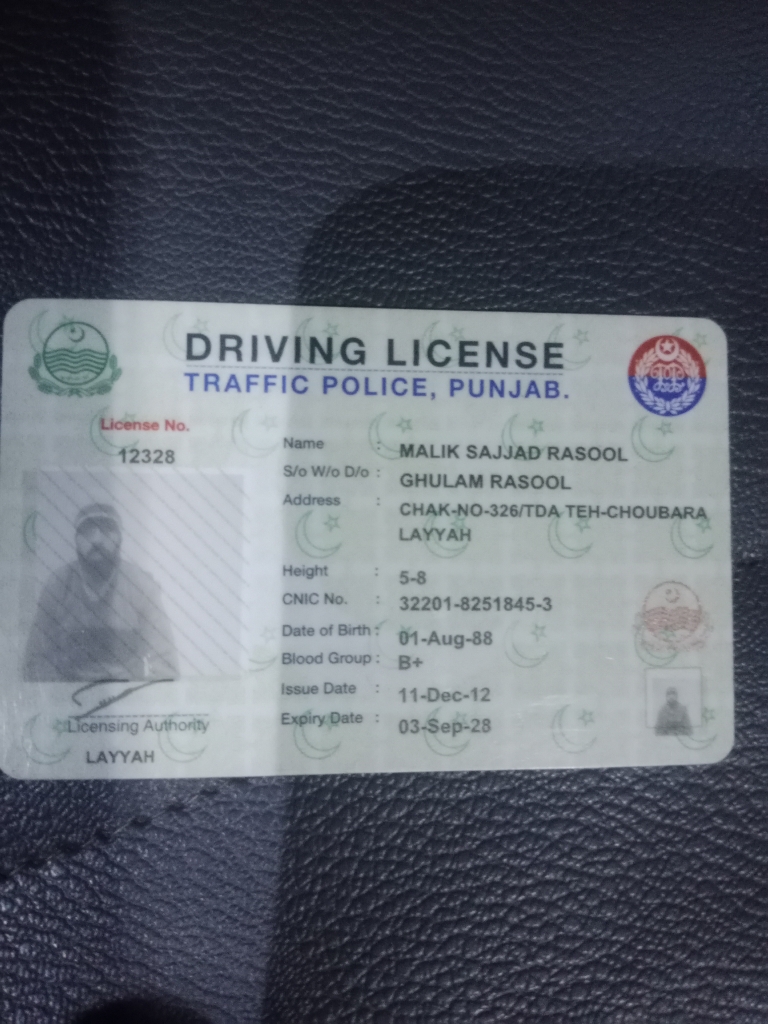 DRIVING LICENSE
TRAFFIC POLICE, PUNJAB.
License No.
12328
Name : MALIK SAJJAD RASOOL
S/o W/o D/o : GHULAM RASOOL
Address : CHAK-NO-326/TDA TEH-CHOUBARA
LAYYAH
Height : 5-8
CNIC No. : 32201-8251845-3
Date of Birth : 01-Aug-88
Blood Group : B+
Issue Date : 11-Dec-12
Expiry Date : 03-Sep-28
Licensing Authority
LAYYAH